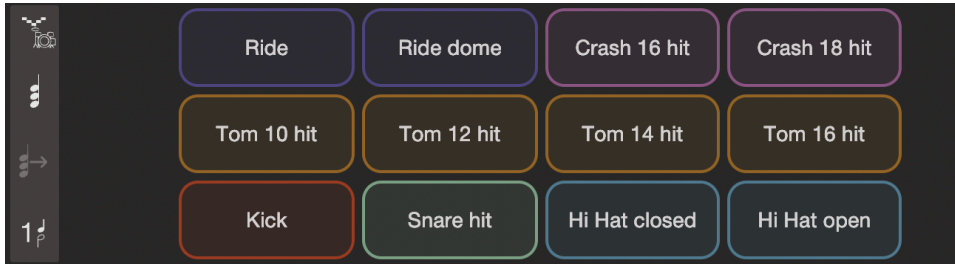 Ride Ride dome Crash 16 hit Crash 18 hit
Tom 10 hit Tom 12 hit Tom 14 hit Tom 16 hit
Kick Snare hit Hi Hat closed Hi Hat open
1